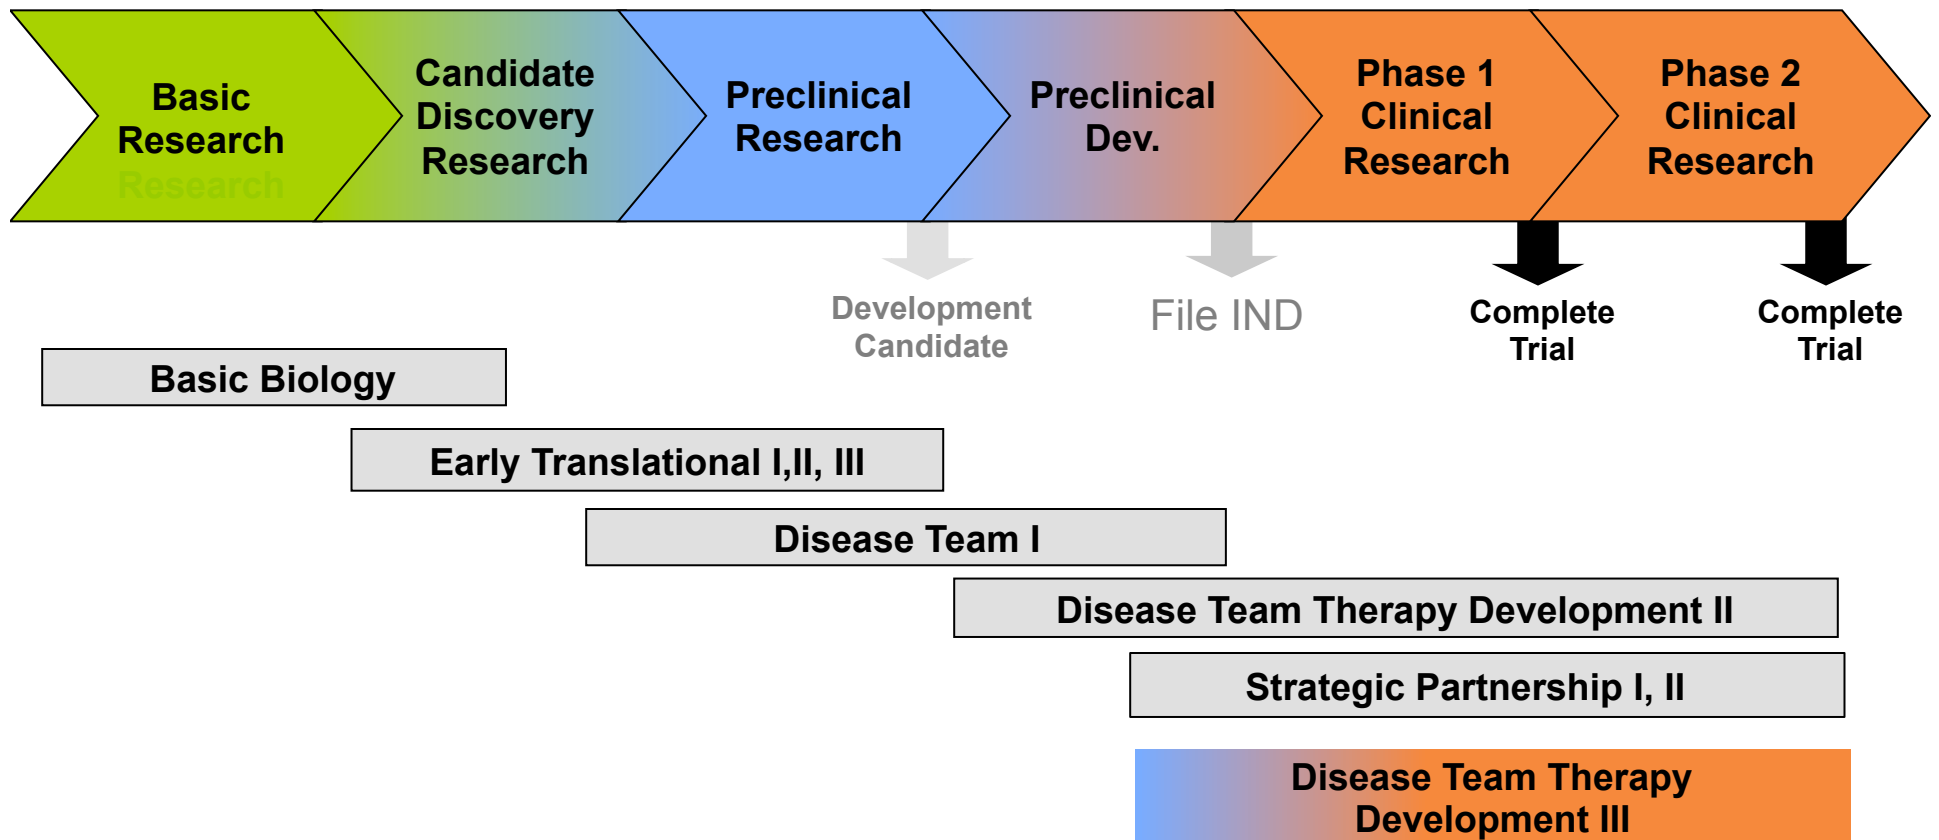 Basic
Research
Research
Candidate
Discovery
Research
Preclinical
Research
Preclinical
Dev.
Phase 1
Clinical
Research
Phase 2
Clinical
Research
Development
Candidate
File IND
Complete
Trial
Complete
Trial
Basic Biology
Early Translational I,II, III
Disease Team I
Disease Team Therapy Development II
Strategic Partnership I, II
Disease Team Therapy
Development III